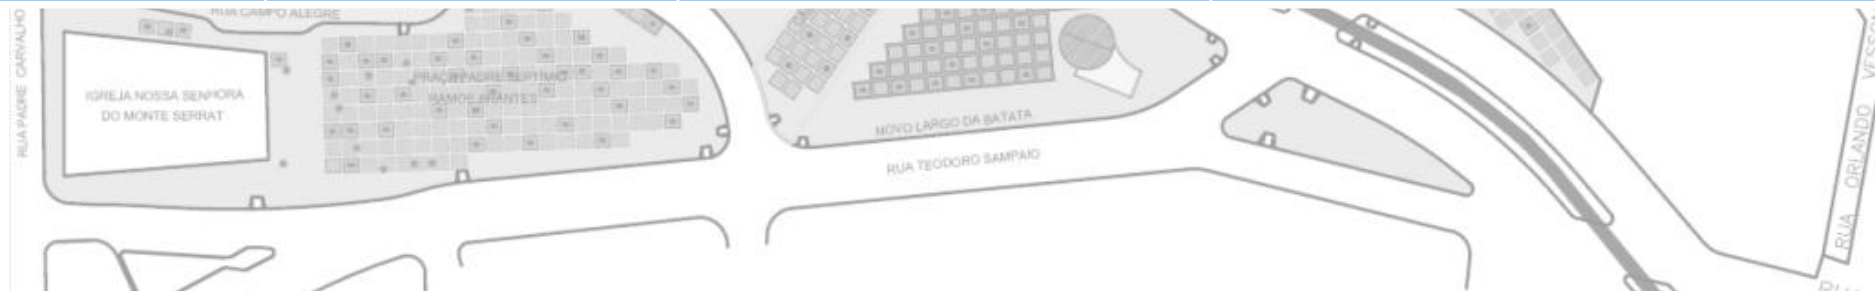 RUA CAMPO ALEGRE
RUA PADRE CARVALHO
IGREJA NOSSA SENHORA
DO MONTE SERRAT
PRAÇA PADRE SEPTIMIO
RAMOS ARANTES
NOVO LARGO DA BATATA
RUA TEODORO SAMPAIO
RUA ORLANDO